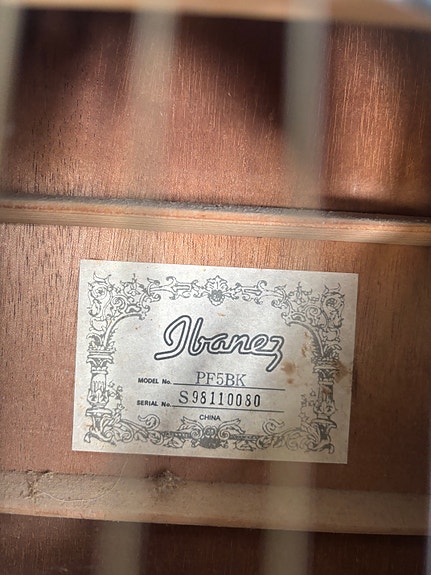 Ibanez
MODEL No. PF5BK
SERIAL No. S98110080
CHINA